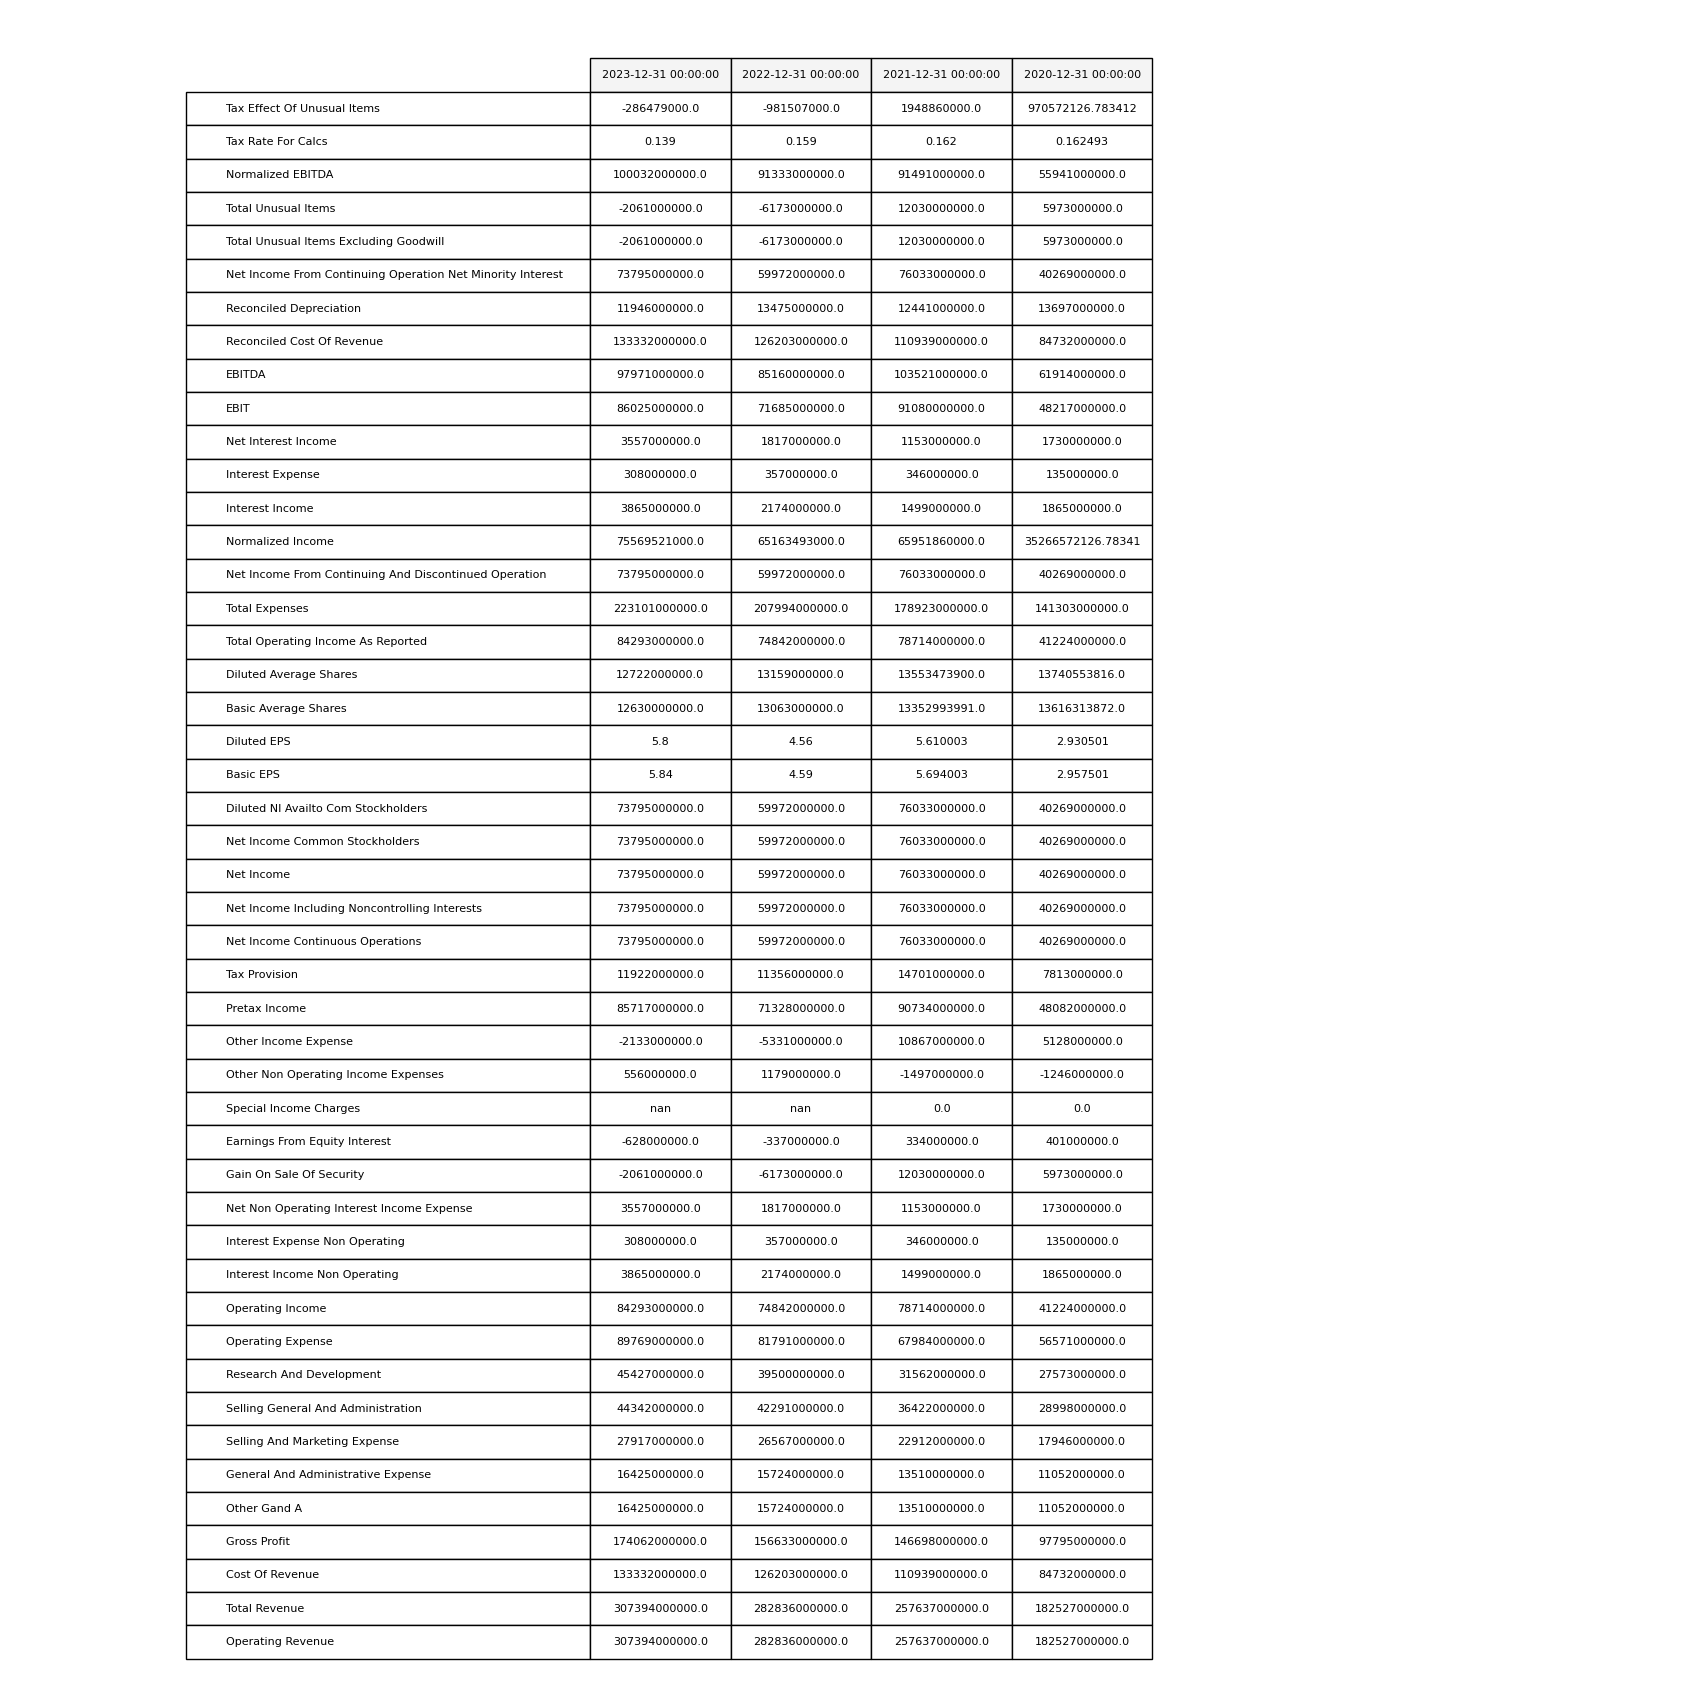 2023-12-31 00:00:00 2022-12-31 00:00:00 2021-12-31 00:00:00 2020-12-31 00:00:00
Tax Effect Of Unusual Items -286479000.0 -981507000.0 1948860000.0 970572126.783412
Tax Rate For Calcs 0.139 0.159 0.162 0.162493
Normalized EBITDA 100032000000.0 91333000000.0 91491000000.0 55941000000.0
Total Unusual Items -2061000000.0 -6173000000.0 12030000000.0 5973000000.0
Total Unusual Items Excluding Goodwill -2061000000.0 -6173000000.0 12030000000.0 5973000000.0
Net Income From Continuing Operation Net Minority Interest 73795000000.0 59972000000.0 76033000000.0 40269000000.0
Reconciled Depreciation 11946000000.0 13475000000.0 12441000000.0 13697000000.0
Reconciled Cost Of Revenue 133332000000.0 126203000000.0 110939000000.0 84732000000.0
EBITDA 97971000000.0 85160000000.0 103521000000.0 61914000000.0
EBIT 86025000000.0 71685000000.0 91080000000.0 48217000000.0
Net Interest Income 3557000000.0 1817000000.0 1153000000.0 1730000000.0
Interest Expense 308000000.0 357000000.0 346000000.0 135000000.0
Interest Income 3865000000.0 2174000000.0 1499000000.0 1865000000.0
Normalized Income 75569521000.0 65163493000.0 65951860000.0 35266572126.78341
Net Income From Continuing And Discontinued Operation 73795000000.0 59972000000.0 76033000000.0 40269000000.0
Total Expenses 223101000000.0 207994000000.0 178923000000.0 141303000000.0
Total Operating Income As Reported 84293000000.0 74842000000.0 78714000000.0 41224000000.0
Diluted Average Shares 12722000000.0 13159000000.0 13553473900.0 13740553816.0
Basic Average Shares 12630000000.0 13063000000.0 13352993991.0 13616313872.0
Diluted EPS 5.8 4.56 5.610003 2.930501
Basic EPS 5.84 4.59 5.694003 2.957501
Diluted NI Availto Com Stockholders 73795000000.0 59972000000.0 76033000000.0 40269000000.0
Net Income Common Stockholders 73795000000.0 59972000000.0 76033000000.0 40269000000.0
Net Income 73795000000.0 59972000000.0 76033000000.0 40269000000.0
Net Income Including Noncontrolling Interests 73795000000.0 59972000000.0 76033000000.0 40269000000.0
Net Income Continuous Operations 73795000000.0 59972000000.0 76033000000.0 40269000000.0
Tax Provision 11922000000.0 11356000000.0 14701000000.0 7813000000.0
Pretax Income 85717000000.0 71328000000.0 90734000000.0 48082000000.0
Other Income Expense -2133000000.0 -5331000000.0 10867000000.0 5128000000.0
Other Non Operating Income Expenses 556000000.0 1179000000.0 -1497000000.0 -1246000000.0
Special Income Charges nan nan 0.0 0.0
Earnings From Equity Interest -628000000.0 -337000000.0 334000000.0 401000000.0
Gain On Sale Of Security -2061000000.0 -6173000000.0 12030000000.0 5973000000.0
Net Non Operating Interest Income Expense 3557000000.0 1817000000.0 1153000000.0 1730000000.0
Interest Expense Non Operating 308000000.0 357000000.0 346000000.0 135000000.0
Interest Income Non Operating 3865000000.0 2174000000.0 1499000000.0 1865000000.0
Operating Income 84293000000.0 74842000000.0 78714000000.0 41224000000.0
Operating Expense 89769000000.0 81791000000.0 67984000000.0 56571000000.0
Research And Development 45427000000.0 39500000000.0 31562000000.0 27573000000.0
Selling General And Administration 44342000000.0 42291000000.0 36422000000.0 28998000000.0
Selling And Marketing Expense 27917000000.0 26567000000.0 22912000000.0 17946000000.0
General And Administrative Expense 16425000000.0 15724000000.0 13510000000.0 11052000000.0
Other Gand A 16425000000.0 15724000000.0 13510000000.0 11052000000.0
Gross Profit 174062000000.0 156633000000.0 146698000000.0 97795000000.0
Cost Of Revenue 133332000000.0 126203000000.0 110939000000.0 84732000000.0
Total Revenue 307394000000.0 282836000000.0 257637000000.0 182527000000.0
Operating Revenue 307394000000.0 282836000000.0 257637000000.0 182527000000.0